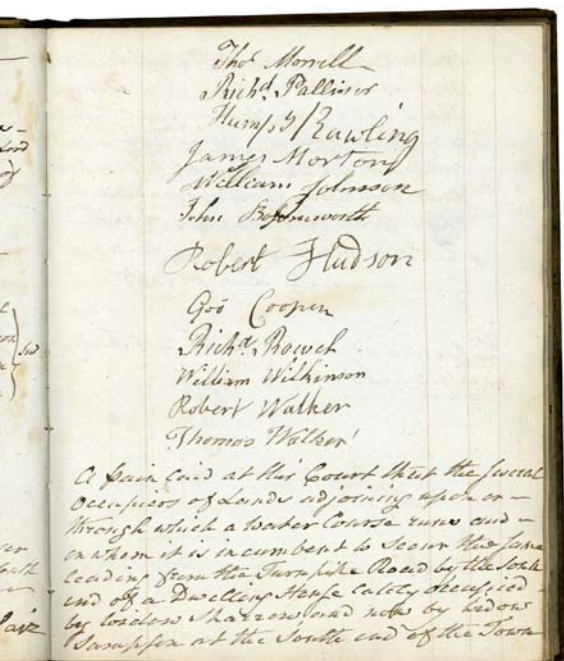 Thos Morrell
Richd. Palliser
Humpy Rawling
James Morton
William Johnson
John
Robert Hudson
Geo Cooper
Richd. Rowel
William Wilkinson
Robert Walker
Thomas Walker
A Pain laid at this Court that the several
Occupiers of Lands adjoining upon or
through which a Water Course runs and
on whom it is incumbent to Scour the same
leading from the Turnpike Road by the South
end of a Dwelling House lately occupied
by Sharrow and now by Widow
Sampson at the South end of the Town